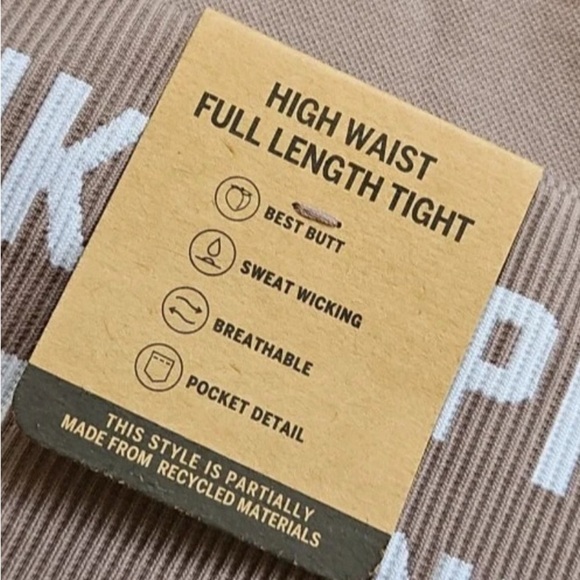 HIGH WAIST
FULL LENGTH TIGHT
BEST BUTT
SWEAT WICKING
BREATHABLE
POCKET DETAIL
THIS STYLE IS PARTIALLY
MADE FROM RECYCLED MATERIALS
K
PI